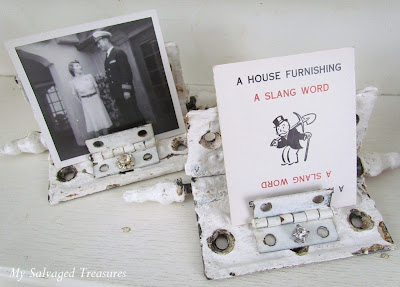 A HOUSE FURNISHING
A SLANG WORD
A SLANG WORD
A
My Salvaged Treasures